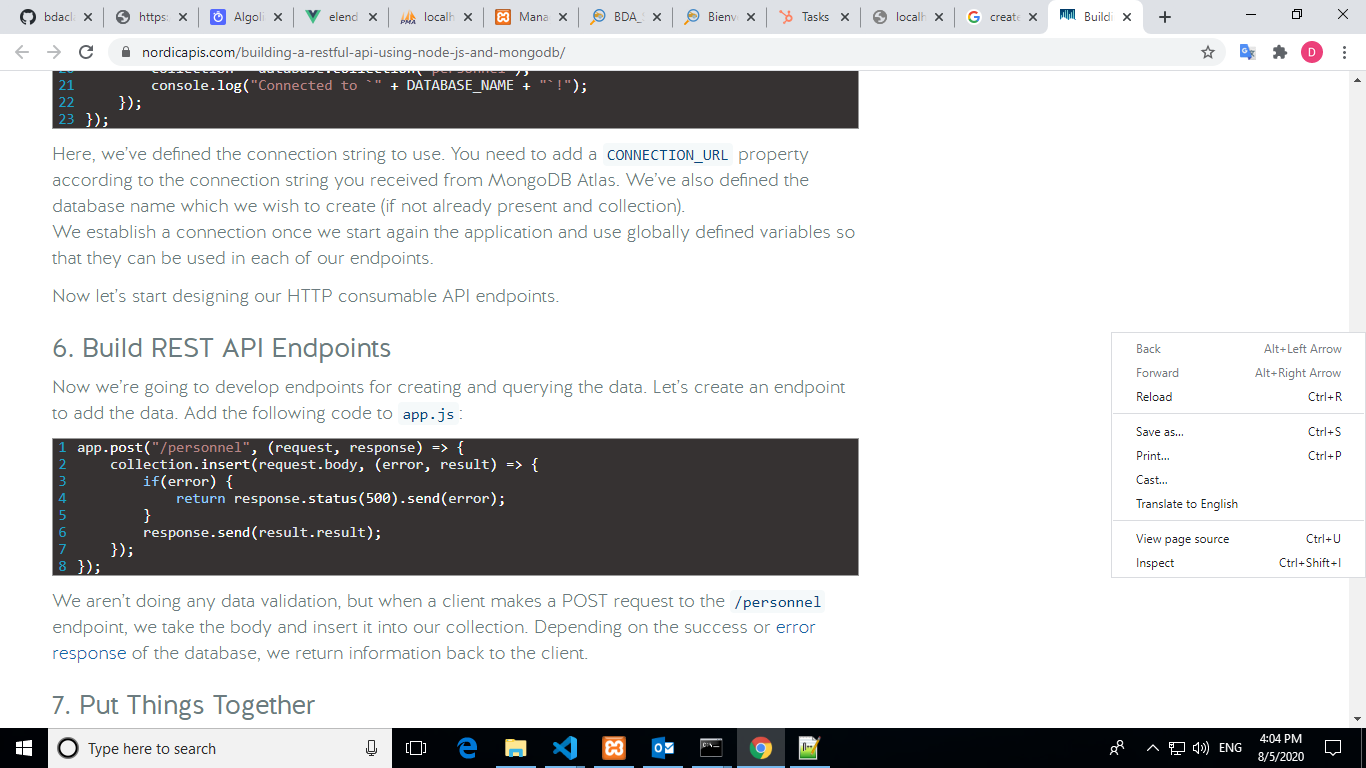 bdacl
https:
Algoli
elend
localh
Mana
BDA_
Bienv
Tasks
localh
create
Buildi
nordicapis.com/building-a-restful-api-using-node-js-and-mongodb/
D
21 console.log("Connected to `" + DATABASE_NAME + "`!");
22 });
23 });
Here, we've defined the connection string to use. You need to add a CONNECTION_URL property
according to the connection string you received from MongoDB Atlas. We've also defined the
database name which we wish to create (if not already present and collection).
We establish a connection once we start again the application and use globally defined variables so
that they can be used in each of our endpoints.
Now let's start designing our HTTP consumable API endpoints.
6. Build REST API Endpoints
Now we're going to develop endpoints for creating and querying the data. Let's create an endpoint
to add the data. Add the following code to app.js :
1 app.post("/personnel", (request, response) => {
2 collection.insert(request.body, (error, result) => {
3 if(error) {
4 return response.status(500).send(error);
5 }
6 response.send(result.result);
7 });
8 });
We aren't doing any data validation, but when a client makes a POST request to the /personnel
endpoint, we take the body and insert it into our collection. Depending on the success or error
response of the database, we return information back to the client.
7. Put Things Together
Back Alt+Left Arrow
Forward Alt+Right Arrow
Reload Ctrl+R
Save as... Ctrl+S
Print... Ctrl+P
Cast...
Translate to English
View page source Ctrl+U
Inspect Ctrl+Shift+I
Type here to search
ENG
4:04 PM
8/5/2020